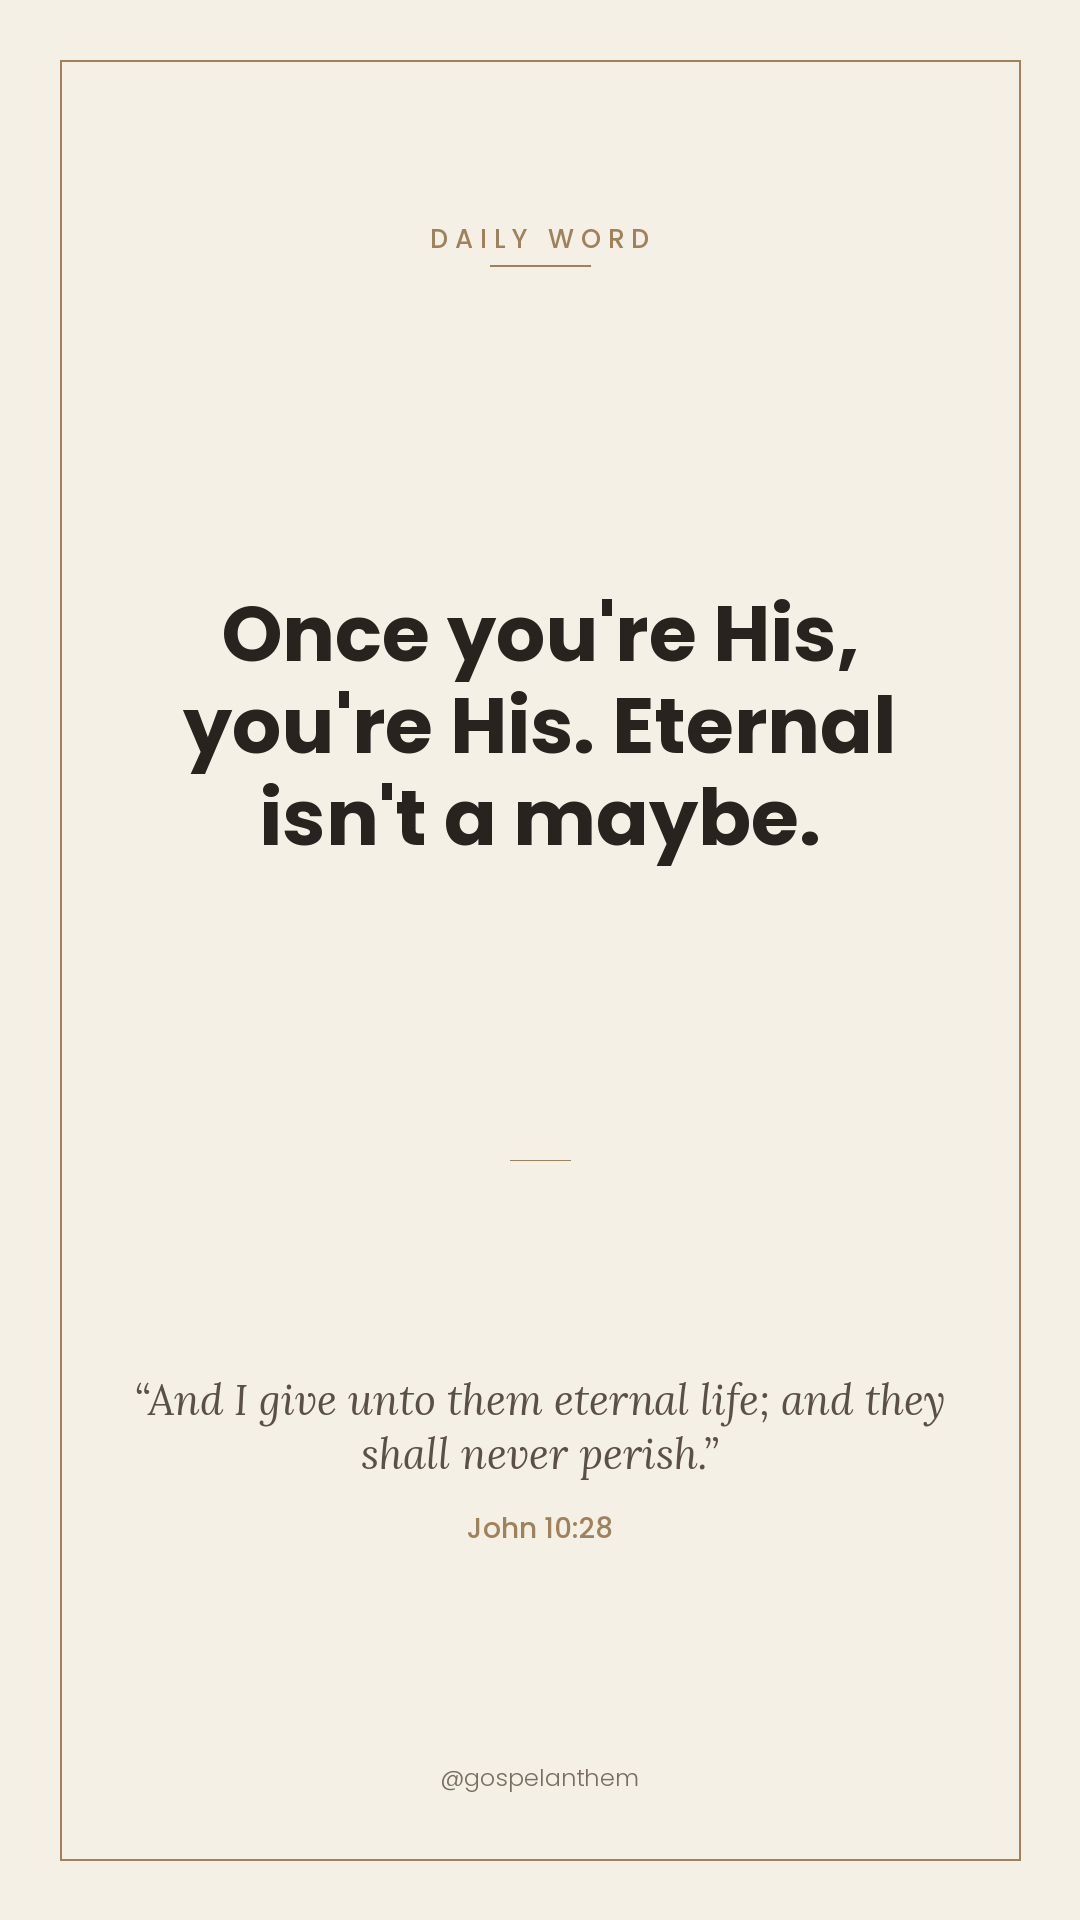 DAILY WORD
Once you're His,
you're His. Eternal
isn't a maybe.
“And I give unto them eternal life; and they
shall never perish.”
John 10:28
@gospelanthem